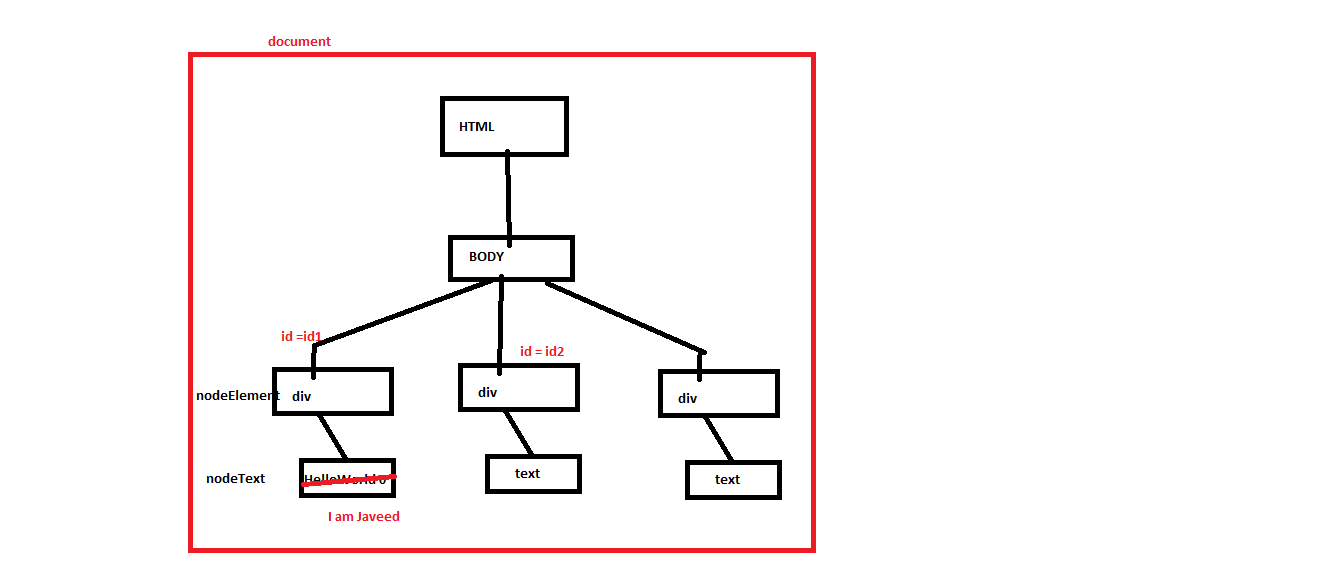 document
HTML
BODY
id =id1
id = id2
nodeElement
div
div
div
nodeText
HelloWorld
text
text
I am Javeed